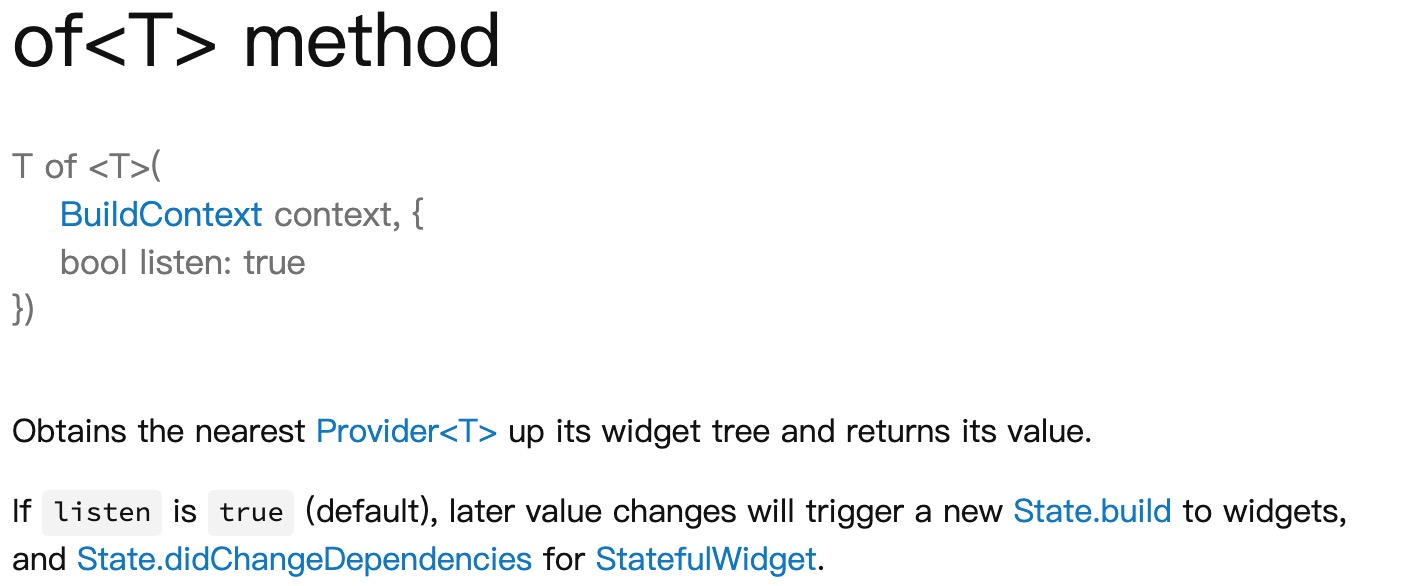 of<T> method
T of <T>(
BuildContext context, {
bool listen: true
})
Obtains the nearest Provider<T> up its widget tree and returns its value.
If listen is true (default), later value changes will trigger a new State.build to widgets,
and State.didChangeDependencies for StatefulWidget.